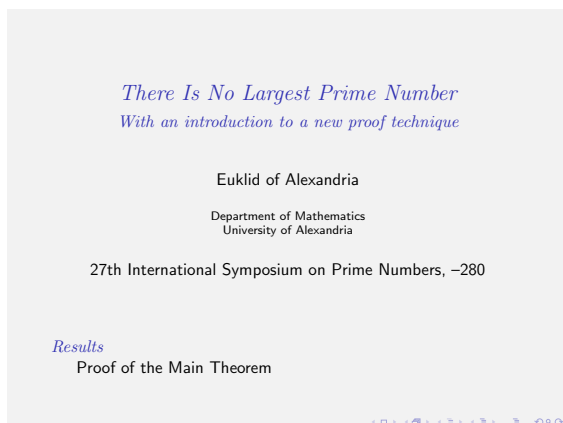 There Is No Largest Prime Number
With an introduction to a new proof technique
Euklid of Alexandria
Department of Mathematics
University of Alexandria
27th International Symposium on Prime Numbers, –280
Results
Proof of the Main Theorem